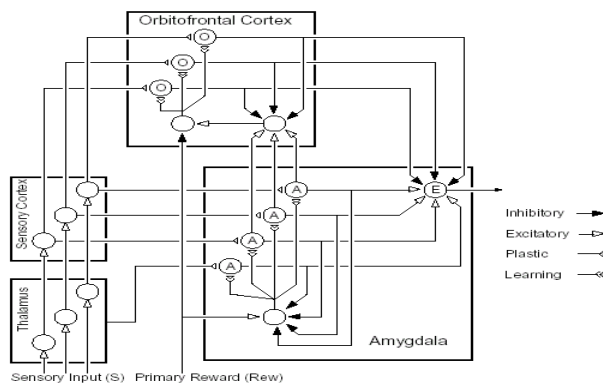 Orbitofrontal Cortex
O
O
O
Sensory Cortex
A
E
A
A
A
Inhibitory
Excitatory
Plastic
Learning
Thalamus
Amygdala
Sensory Input (S) Primary Reward (Rew)